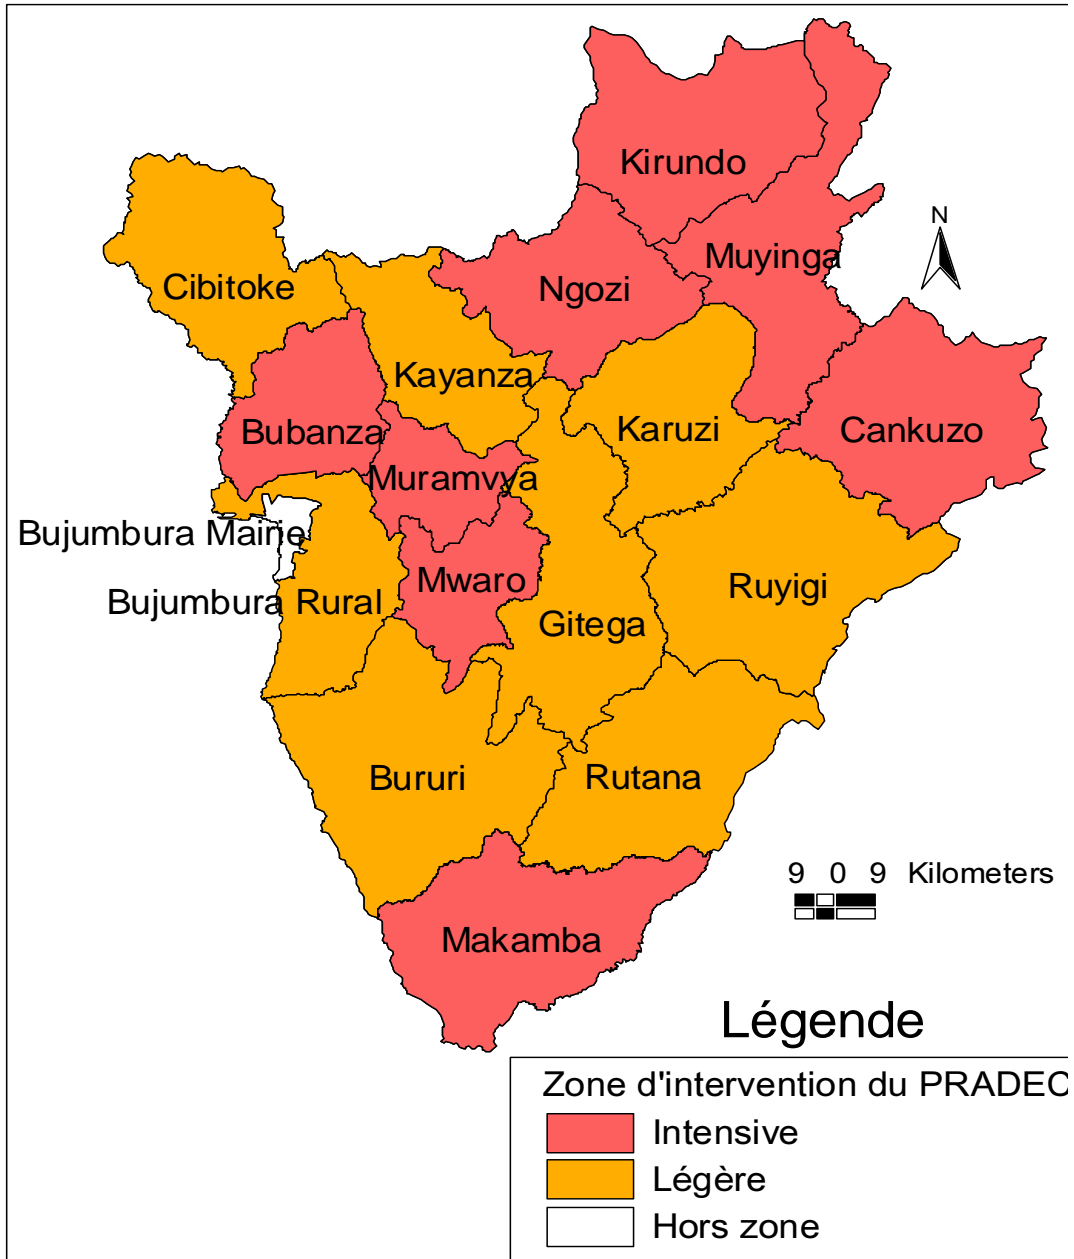 Kirundo
N
Muyinga
Cibitoke
Ngozi
Kayanza
Bubanza
Karuzi
Cankuzo
Muramvya
Bujumbura Mairie
Mwaro
Ruyigi
Bujumbura Rural
Gitega
Bururi
Rutana
9 0 9 Kilometers
Makamba
Légende
Zone d'intervention du PRADEC
Intensive
Légère
Hors zone